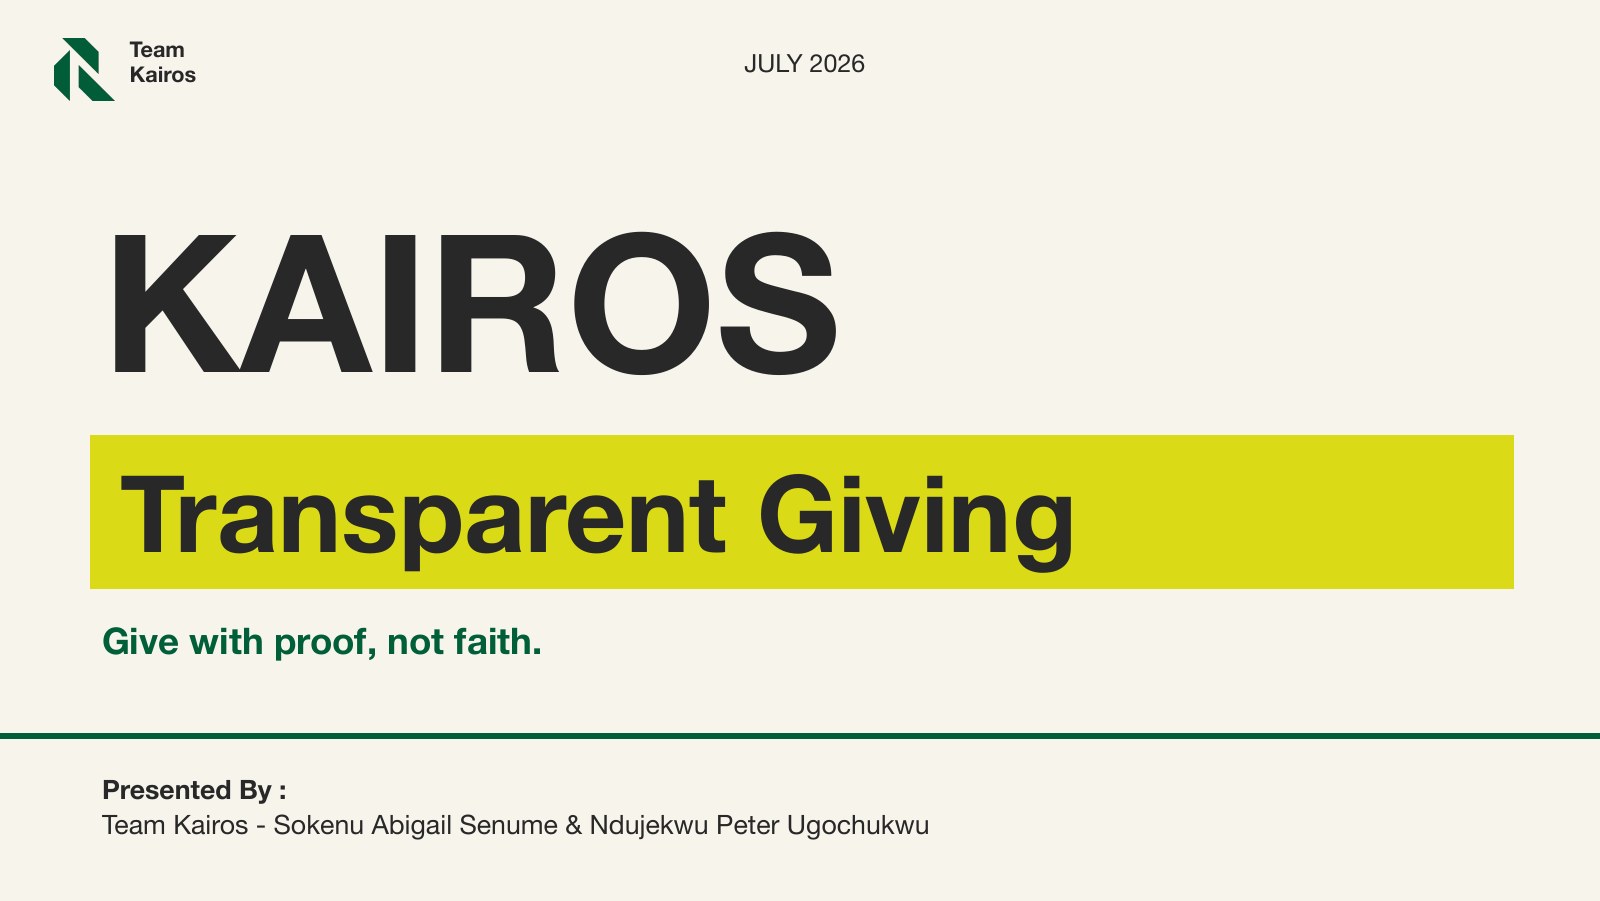 Team
Kairos
JULY 2026
KAIROS
Transparent Giving
Give with proof, not faith.
Presented By :
Team Kairos - Sokenu Abigail Senume & Ndujekwu Peter Ugochukwu